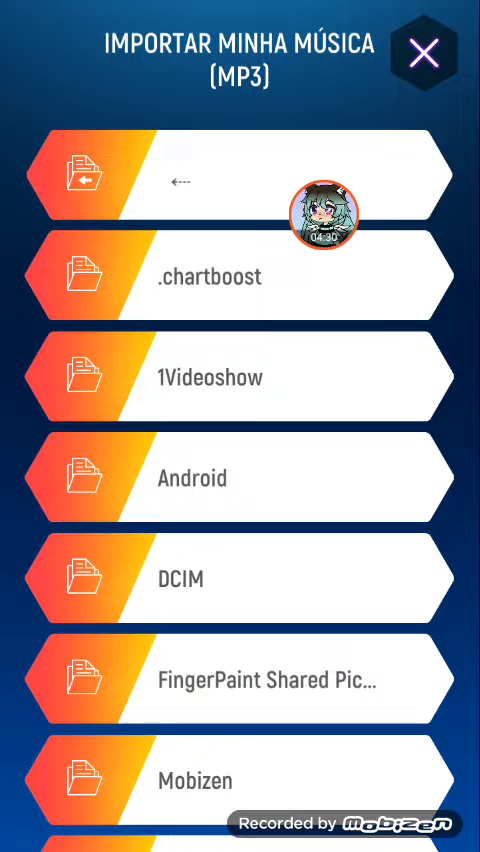 IMPORTAR MINHA MÚSICA
(MP3)
04:30
.chartboost
1Videoshow
Android
DCIM
FingerPaint Shared Pic...
Mobizen
Recorded by mobizen